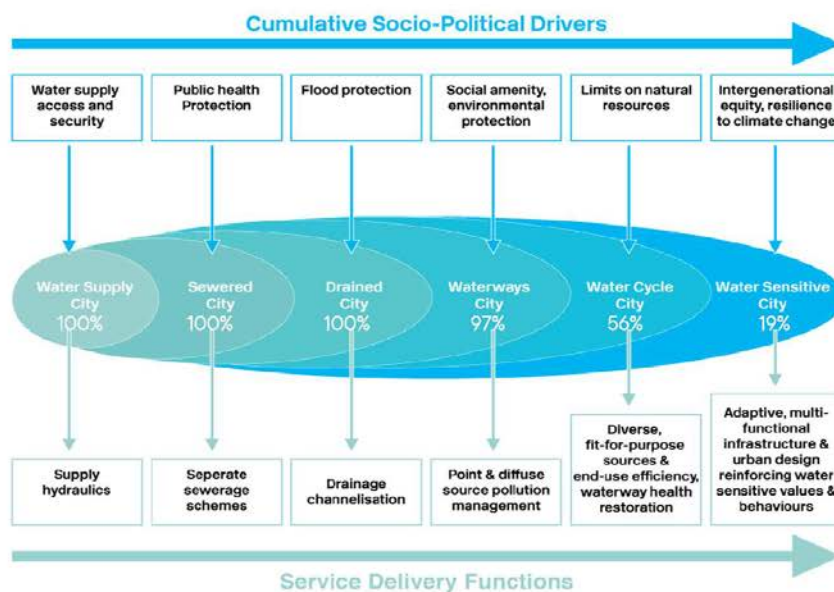 Cumulative Socio-Political Drivers
Water supply
access and
security
Public health
Protection
Flood protection
Social amenity,
environmental
protection
Limits on natural
resources
Intergenerational
equity, resilience
to climate change
Water Supply
City
100%
Sewered
City
100%
Drained
City
100%
Waterways
City
97%
Water Cycle
City
56%
Water Sensitive
City
19%
Supply
hydraulics
Seperate
sewerage
schemes
Drainage
channelisation
Point & diffuse
source pollution
management
Diverse,
fit-for-purpose
sources &
end-use efficiency,
waterway health
restoration
Adaptive, multi-
functional
infrastructure &
urban design
reinforcing water
sensitive values &
behaviours
Service Delivery Functions